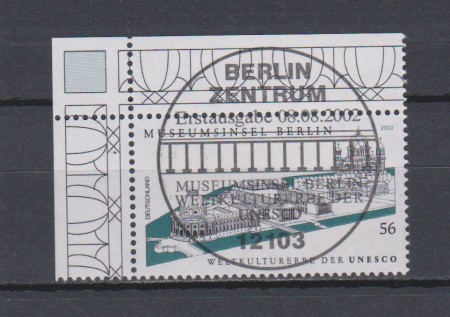 BERLIN
ZENTRUM
Erstausgabe 08.08.2002
MUSEUMSINSEL BERLIN
2002
DEUTSCHLAND
MUSEUMSINSEL BERLIN
WELTKULTURERBE DER
UNESCO
56
12103
WELTKULTURERBE DER UNESCO